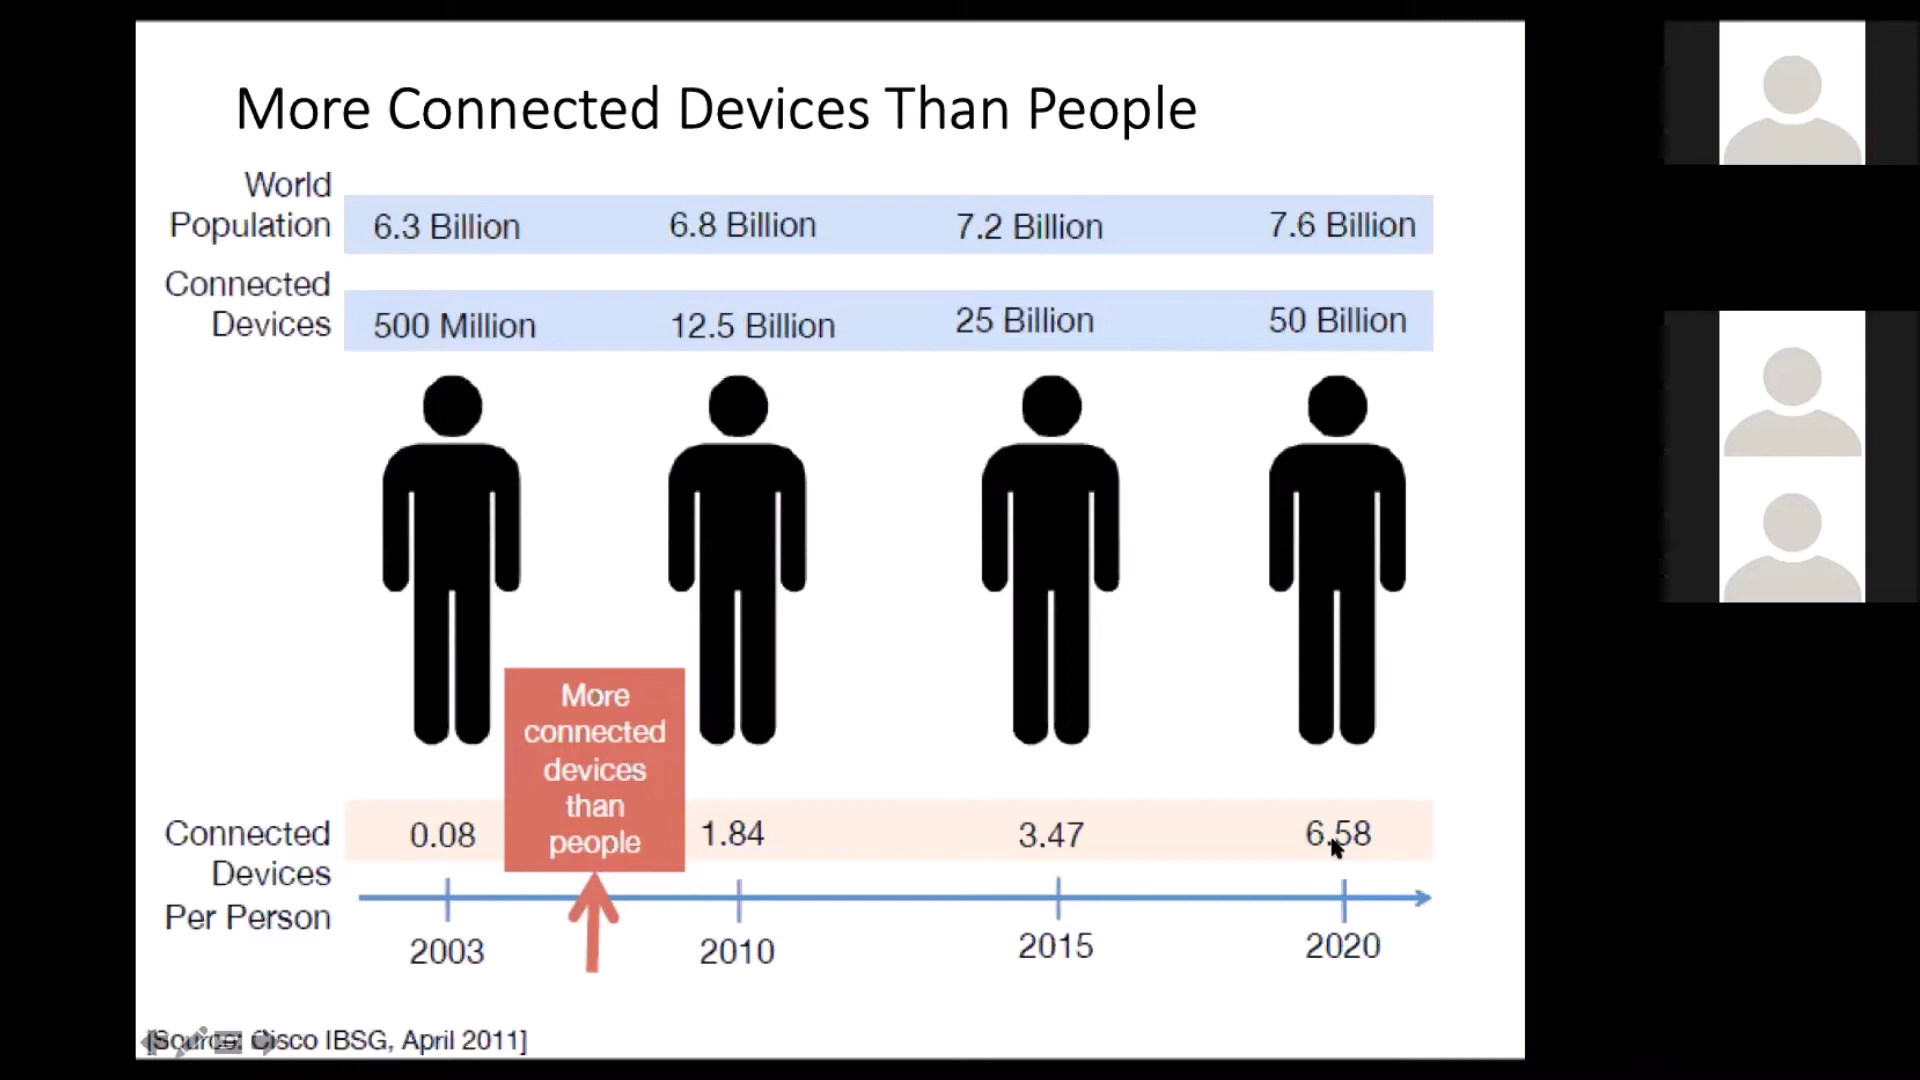 More Connected Devices Than People
World
Population
6.3 Billion
6.8 Billion
7.2 Billion
7.6 Billion
Connected
Devices
500 Million
12.5 Billion
25 Billion
50 Billion
More
connected
devices
than
people
Connected
Devices
Per Person
0.08
1.84
3.47
6.58
2003
2010
2015
2020
[Source: Cisco IBSG, April 2011]